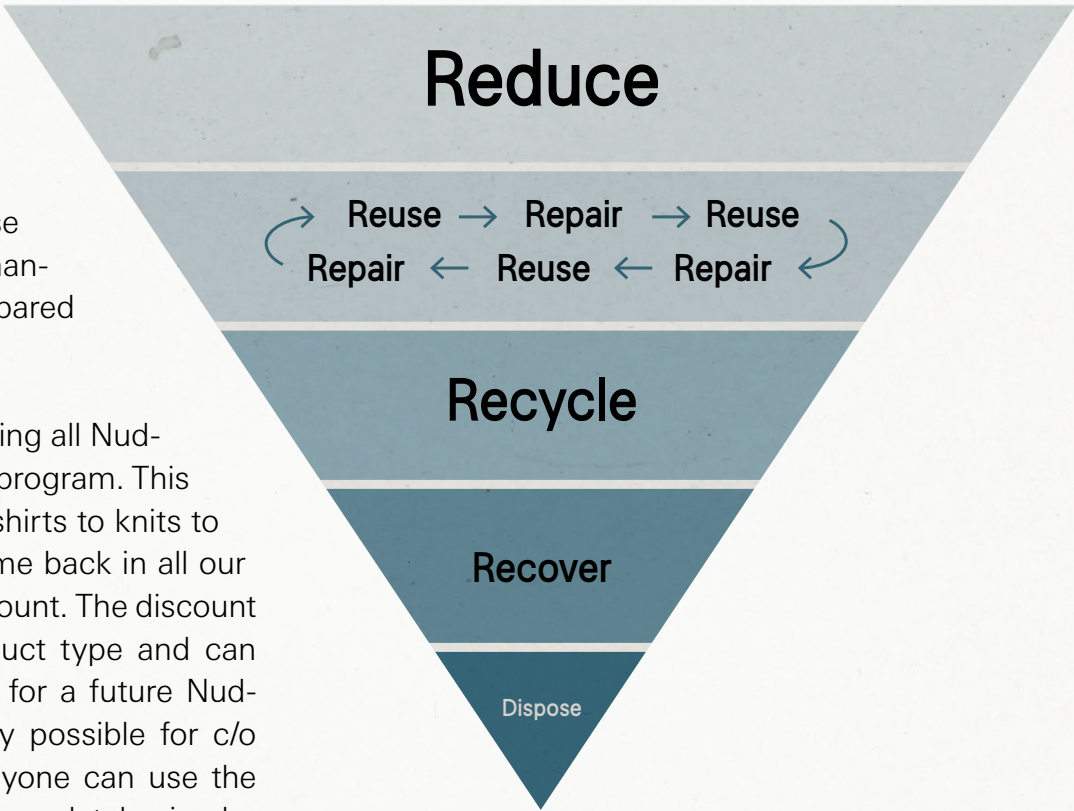 Reduce
Reuse → Repair → Reuse
Repair ← Reuse ← Repair
Recycle
Recover
Dispose
ing all Nud-
program. This
shirts to knits to
me back in all our
ount. The discount
uct type and can
for a future Nud-
y possible for c/o
yone can use the